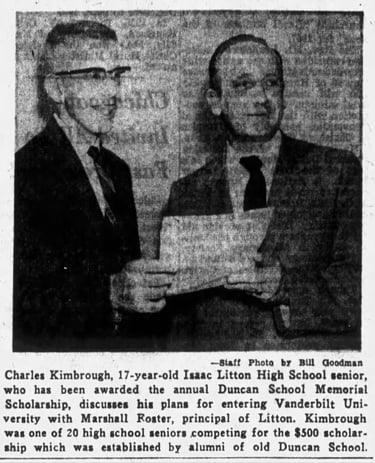 —Staff Photo by Bill Goodman
Charles Kimbrough, 17-year-old Isaac Litton High School senior,
who has been awarded the annual Duncan School Memorial
Scholarship, discusses his plans for entering Vanderbilt Uni-
versity with Marshall Roster, principal of Litton. Kimbrough
was one of 20 high school seniors competing for the $500 scholar-
ship which was established by alumni of old Duncan School.